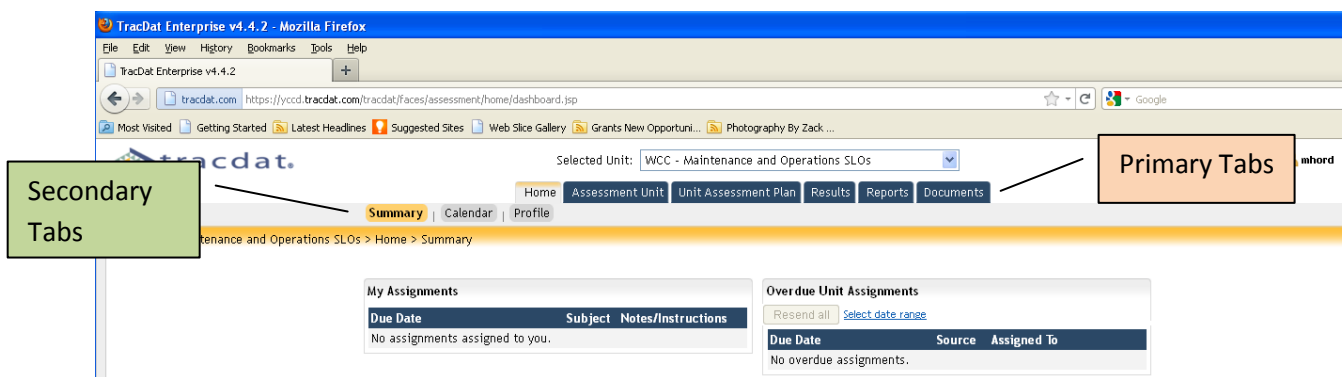 TracDat Enterprise v4.4.2 - Mozilla Firefox
File Edit View History Bookmarks Tools Help
TracDat Enterprise v4.4.2 +
tracdat.com https://yccd.tracdat.com/tracdat/faces/assessment/home/dashboard.jsp Google
Most Visited Getting Started Latest Headlines Suggested Sites Web Slice Gallery Grants New Opportuni... Photography By Zack ...
tracdat. Selected Unit: WCC - Maintenance and Operations SLOs mhord
Primary Tabs
Home Assessment Unit Unit Assessment Plan Results Reports Documents
Secondary
Tabs
Summary | Calendar | Profile
tenance and Operations SLOs > Home > Summary
My Assignments
Due Date Subject Notes/Instructions
No assignments assigned to you.
Overdue Unit Assignments
Resend all Select date range
Due Date Source Assigned To
No overdue assignments.